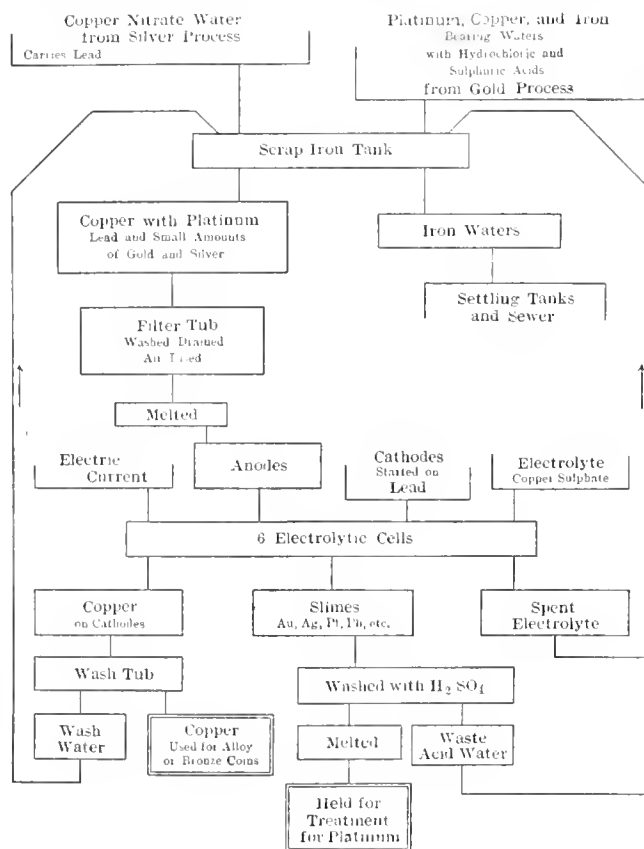 Copper Nitrate Water
from Silver Process
Carries Lead
Platinum, Copper, and Iron
Bearing Waters
with Hydrochloric and
Sulphuric Acids
from Gold Process
Scrap Iron Tank
Copper with Platinum
Lead and Small Amounts
of Gold and Silver
Iron Waters
Settling Tanks
and Sewer
Filter Tub
Washed Drained
Air Dried
Melted
Electric
Current
Anodes
Cathodes
Started on
Lead
Electrolyte
Copper Sulphate
6 Electrolytic Cells
Copper
on Cathodes
Slimes
Au, Ag, Pt, Pb, etc.
Spent
Electrolyte
Wash Tub
Washed with H₂ SO₄
Wash
Water
Copper
Used for Alloy
or Bronze Coins
Melted
Waste
Acid Water
Held for
Treatment
for Platinum